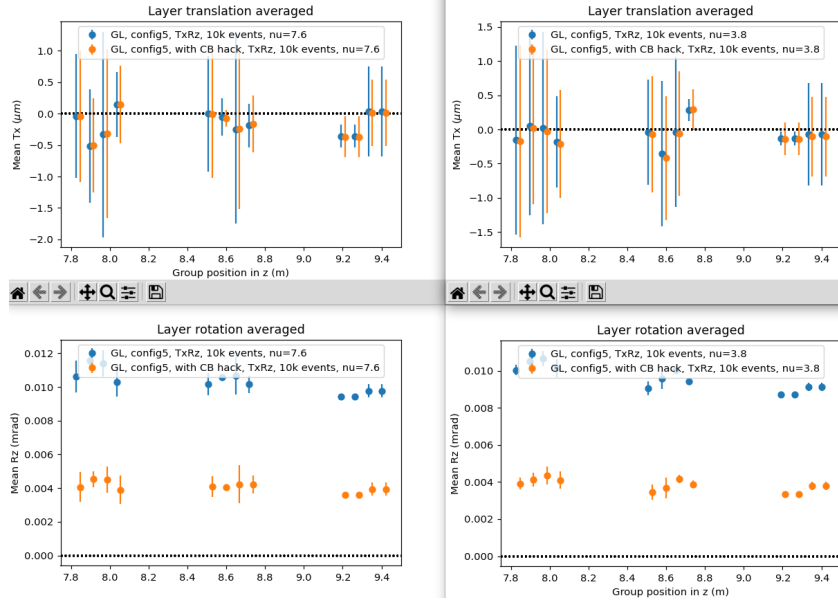 Layer translation averaged
GL, config5, TxRz, 10k events, nu=7.6
GL, config5, with CB hack, TxRz, 10k events, nu=7.6
Mean Tx (μm)
1.0
0.5
0.0
−0.5
−1.0
−1.5
−2.0
7.8 8.0 8.2 8.4 8.6 8.8 9.0 9.2 9.4
Group position in z (m)
Layer translation averaged
GL, config5, TxRz, 10k events, nu=3.8
GL, config5, with CB hack, TxRz, 10k events, nu=3.8
Mean Tx (μm)
1.5
1.0
0.5
0.0
−0.5
−1.0
−1.5
7.8 8.0 8.2 8.4 8.6 8.8 9.0 9.2 9.4
Group position in z (m)
Layer rotation averaged
GL, config5, TxRz, 10k events, nu=7.6
GL, config5, with CB hack, TxRz, 10k events, nu=7.6
Mean Rz (mrad)
0.012
0.010
0.008
0.006
0.004
0.002
0.000
7.8 8.0 8.2 8.4 8.6 8.8 9.0 9.2 9.4
Layer rotation averaged
GL, config5, TxRz, 10k events, nu=3.8
GL, config5, with CB hack, TxRz, 10k events, nu=3.8
Mean Rz (mrad)
0.010
0.008
0.006
0.004
0.002
0.000
7.8 8.0 8.2 8.4 8.6 8.8 9.0 9.2 9.4
Group position in z (m)